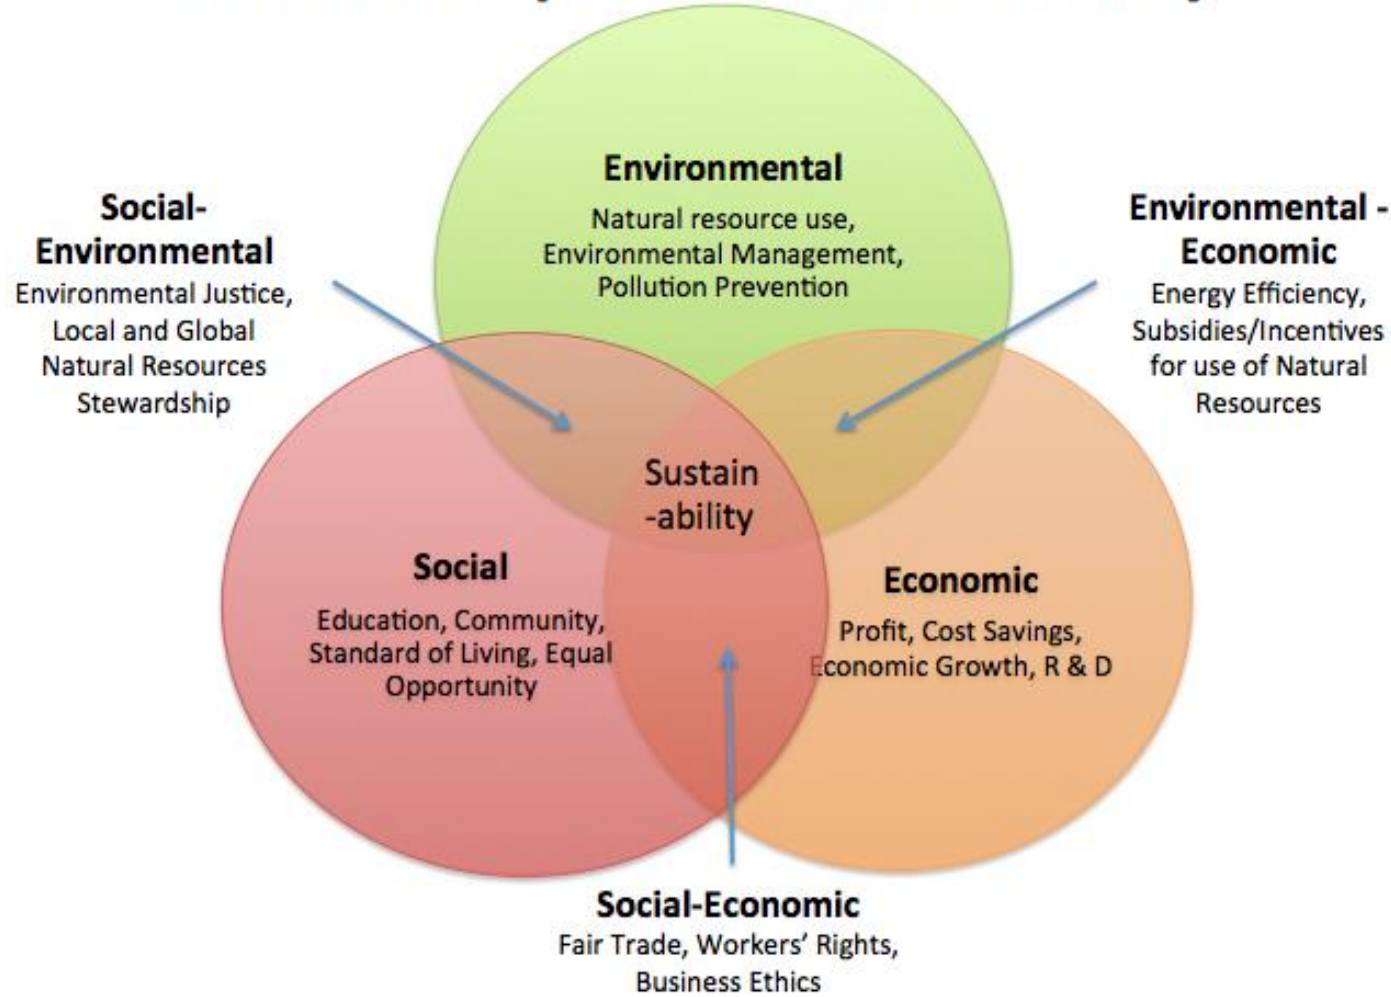 Environmental
Natural resource use,
Environmental Management,
Pollution Prevention
Social-
Environmental
Environmental Justice,
Local and Global
Natural Resources
Stewardship
Environmental -
Economic
Energy Efficiency,
Subsidies/Incentives
for use of Natural
Resources
Sustain
-ability
Social
Education, Community,
Standard of Living, Equal
Opportunity
Economic
Profit, Cost Savings,
Economic Growth, R & D
Social-Economic
Fair Trade, Workers’ Rights,
Business Ethics